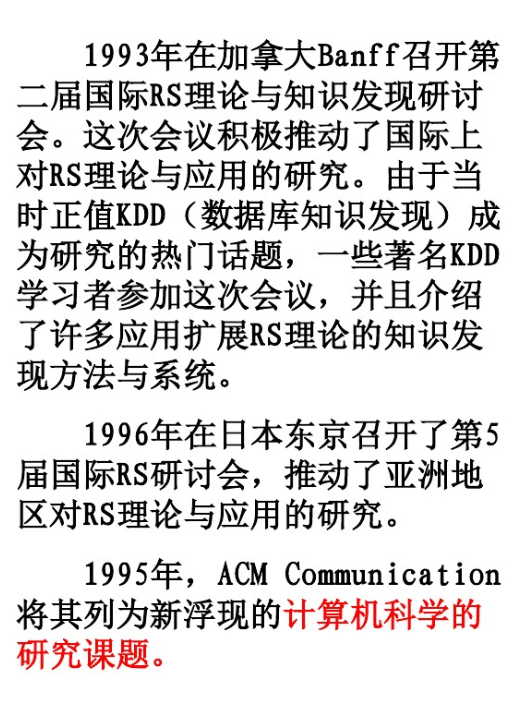 1993年在加拿大Banff召开第
二届国际RS理论与知识发现研讨
会。这次会议积极推动了国际上
对RS理论与应用的研究。由于当
时正值KDD（数据库知识发现）成
为研究的热门话题，一些著名KDD
学习者参加这次会议，并且介绍
了许多应用扩展RS理论的知识发
现方法与系统。
1996年在日本东京召开了第5
届国际RS研讨会，推动了亚洲地
区对RS理论与应用的研究。
1995年，ACM Communication
将其列为新浮现的计算机科学的
研究课题。